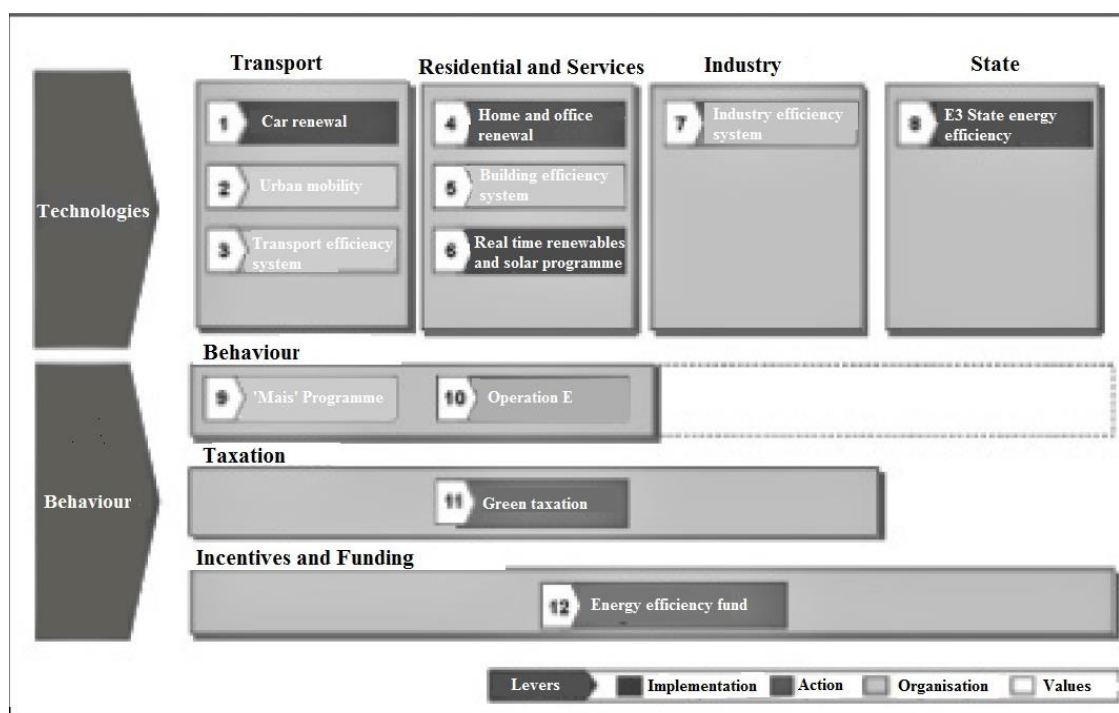 Transport
Residential and Services
Industry
State
Technologies
1
Car renewal
2
Urban mobility
3
Transport efficiency
system
4
Home and office
renewal
5
Building efficiency
system
6
Real time renewables
and solar programme
7
Industry efficiency
system
8
E3 State energy
efficiency
Behaviour
Behaviour
9
'Mais' Programme
10
Operation E
Taxation
11
Green taxation
Incentives and Funding
12
Energy efficiency fund
Levers
Implementation
Action
Organisation
Values